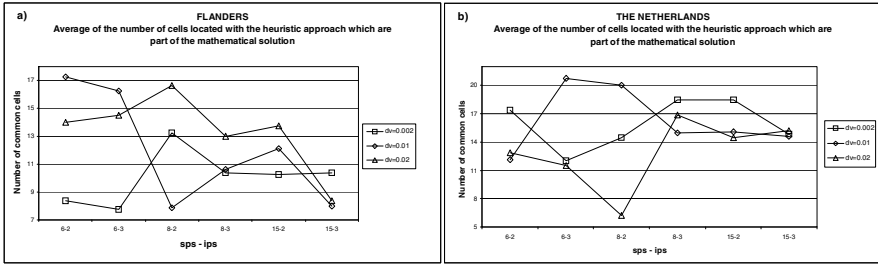 a)
FLANDERS
Average of the number of cells located with the heuristic approach which are
part of the mathematical solution
Number of common cells
17
15
13
11
9
7
6-2
6-3
8-2
8-3
15-2
15-3
sps - ips
dv=0.002
dv=0.01
dv=0.02
b)
THE NETHERLANDS
Average of the number of cells located with the heuristic approach which are
part of the mathematical solution
Number of common cells
20
17
14
11
8
5
6-2
6-3
8-2
8-3
15-2
15-3
sps - ips
dv=0.002
dv=0.01
dv=0.02